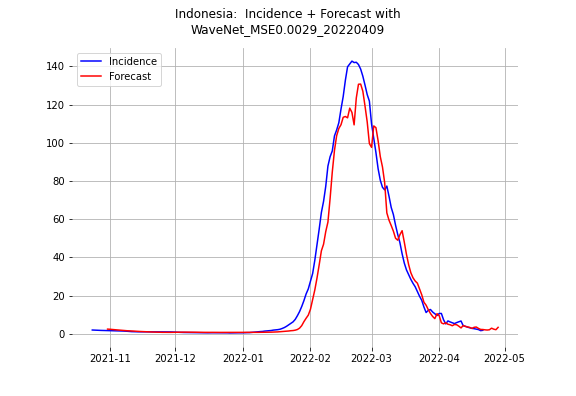 Indonesia:  Incidence + Forecast with
WaveNet_MSE0.0029_20220409
Incidence
Forecast
140
120
100
80
60
40
20
0
2021-11 2021-12 2022-01 2022-02 2022-03 2022-04 2022-05